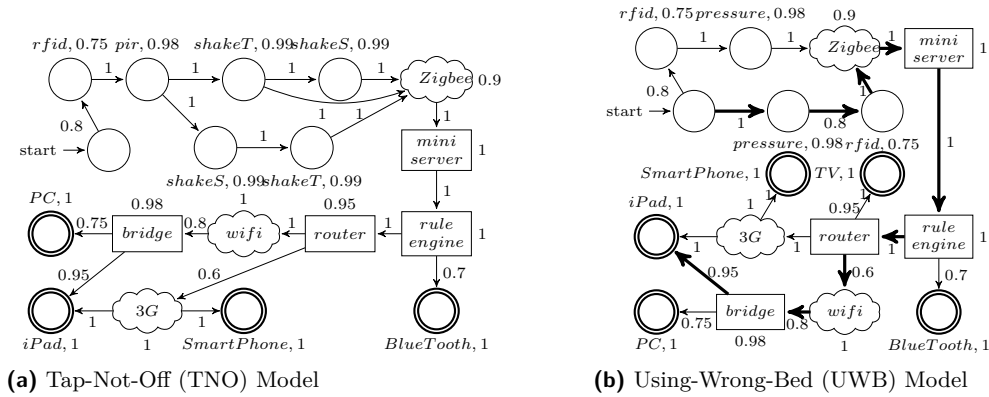 rfid, 0.75 pir, 0.98 shakeT, 0.99 shakeS, 0.99
1 1 1 1
Zigbee 0.9
0.8 1 1
start
1 1 1
mini server 1
shakeS, 0.99 shakeT, 0.99
1
PC, 1 0.98 1 0.95
0.75 bridge 0.8 wifi 1 router 1 rule engine 1
0.95 0.6 0.7
1 3G 1
iPad, 1 1 SmartPhone, 1 BlueTooth, 1
(a) Tap-Not-Off (TNO) Model
rfid, 0.75 pressure, 0.98 0.9
1 1 Zigbee 1 mini server 1
0.8 1
start 1 0.8
1
pressure, 0.98 rfid, 0.75
SmartPhone, 1 TV, 1
iPad, 1 1 1 0.95
1 3G 1 router 1 rule engine 1
0.95 0.6 0.7
0.75 bridge 0.8 wifi
PC, 1 0.98 1 BlueTooth, 1
(b) Using-Wrong-Bed (UWB) Model